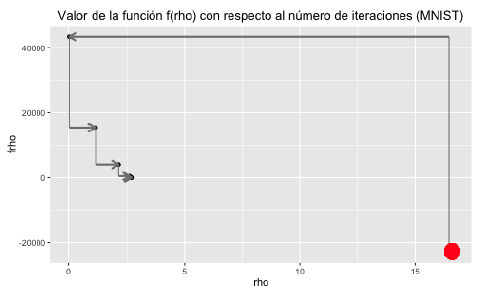 Valor de la función f(rho) con respecto al número de iteraciones (MNIST)
40000
20000
0
-20000
frho
0
5
10
15
rho